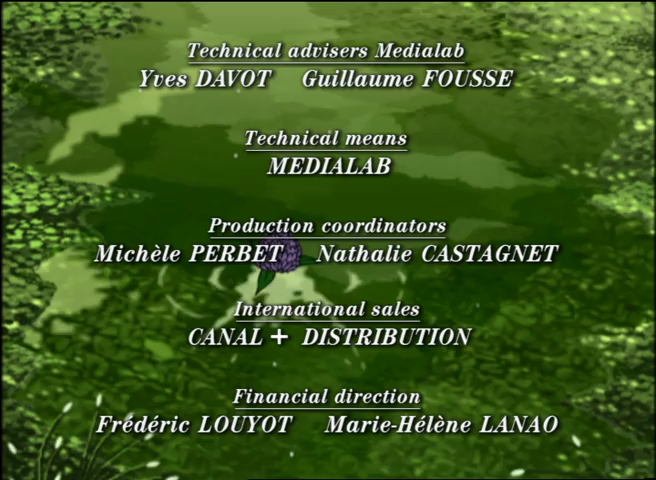 Technical advisers Medialab
Yves DAVOT Guillaume FOUSSE
Technical means
MEDIALAB
Production coordinators
Michèle PERBET Nathalie CASTAGNET
International sales
CANAL + DISTRIBUTION
Financial direction
Frédéric LOUYOT Marie-Hélène LANAO